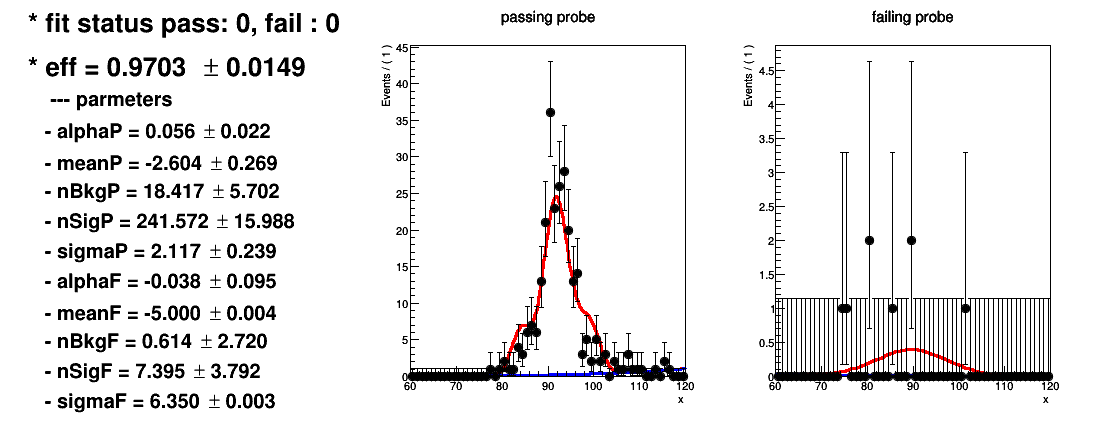 * fit status pass: 0, fail : 0
* eff = 0.9703 ± 0.0149
--- parmeters
- alphaP = 0.056 ± 0.022
- meanP = -2.604 ± 0.269
- nBkgP = 18.417 ± 5.702
- nSigP = 241.572 ± 15.988
- sigmaP = 2.117 ± 0.239
- alphaF = -0.038 ± 0.095
- meanF = -5.000 ± 0.004
- nBkgF = 0.614 ± 2.720
- nSigF = 7.395 ± 3.792
- sigmaF = 6.350 ± 0.003
passing probe
Events / ( 1 )
45
40
35
30
25
20
15
10
5
0
60 70 80 90 100 110 120
x
failing probe
Events / ( 1 )
4.5
4
3.5
3
2.5
2
1.5
1
0.5
0
60 70 80 90 100 110 120
x